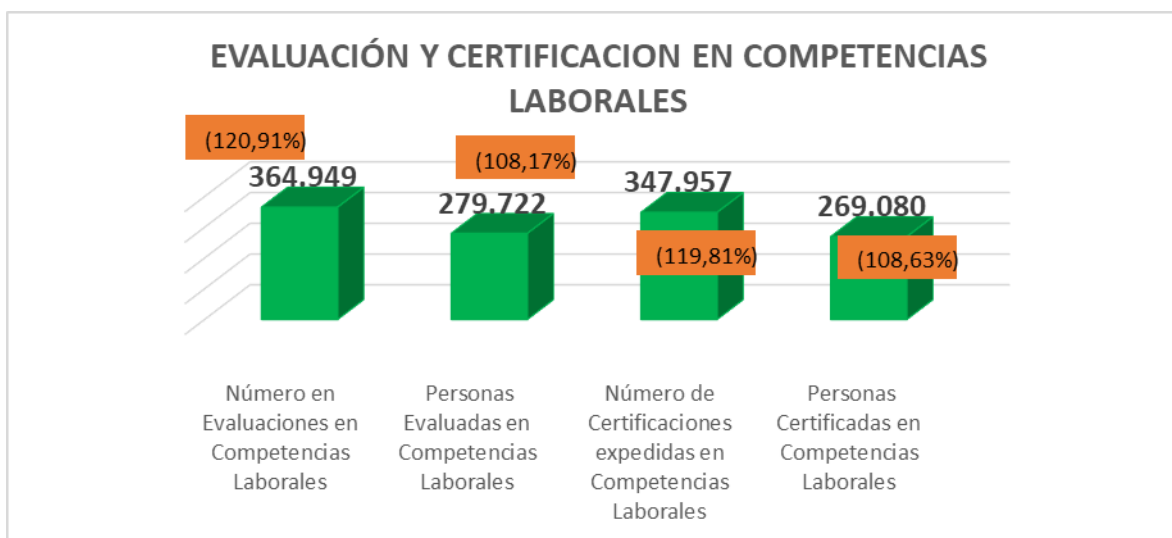 EVALUACIÓN Y CERTIFICACION EN COMPETENCIAS
LABORALES
(120,91%)
364.949
(108,17%)
279.722
347.957
(119,81%)
269.080
(108,63%)
Número en
Evaluaciones en
Competencias
Laborales
Personas
Evaluadas en
Competencias
Laborales
Número de
Certificaciones
expedidas en
Competencias
Laborales
Personas
Certificadas en
Competencias
Laborales